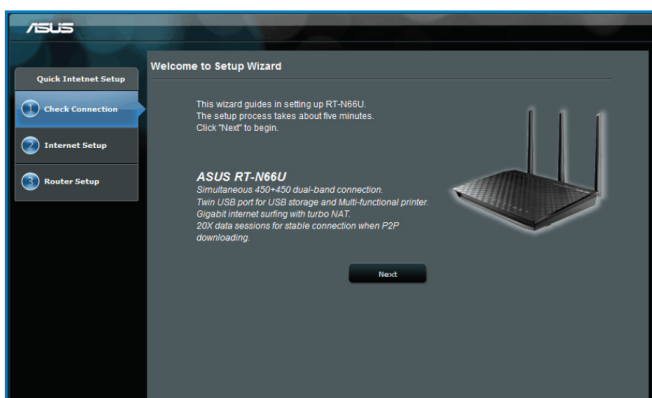 ASUS
Quick Intetnet Setup
1 Check Connection
2 Internet Setup
3 Router Setup
Welcome to Setup Wizard
This wizard guides in setting up RT-N66U.
The setup process takes about five minutes.
Click "Next" to begin.
ASUS RT-N66U
Simultaneous 450+450 dual-band connection.
Twin USB port for USB storage and Multi-functional printer.
Gigabit internet surfing with turbo NAT.
20X data sessions for stable connection when P2P
downloading.
Next